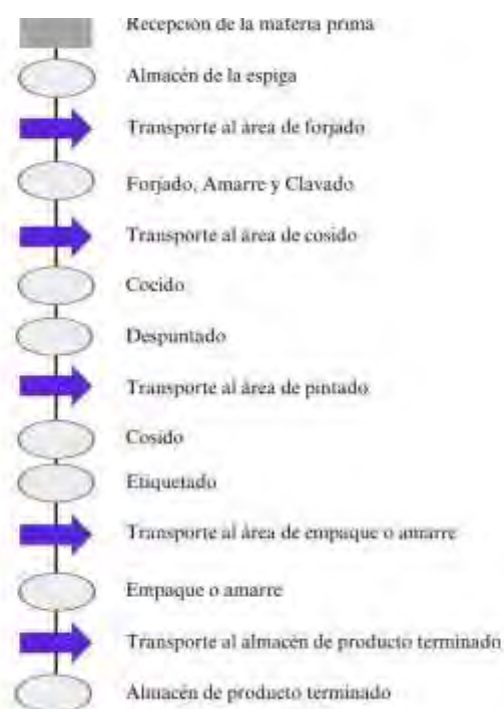 Recepción de la materia prima
Almacén de la espiga
Transporte al área de forjado
Forjado, Amarre y Clavado
Transporte al área de cosido
Cocido
Despuntado
Transporte al área de pintado
Cosido
Etiquetado
Transporte al área de empaque o amarre
Empaque o amarre
Transporte al almacén de producto terminado
Almacén de producto terminado